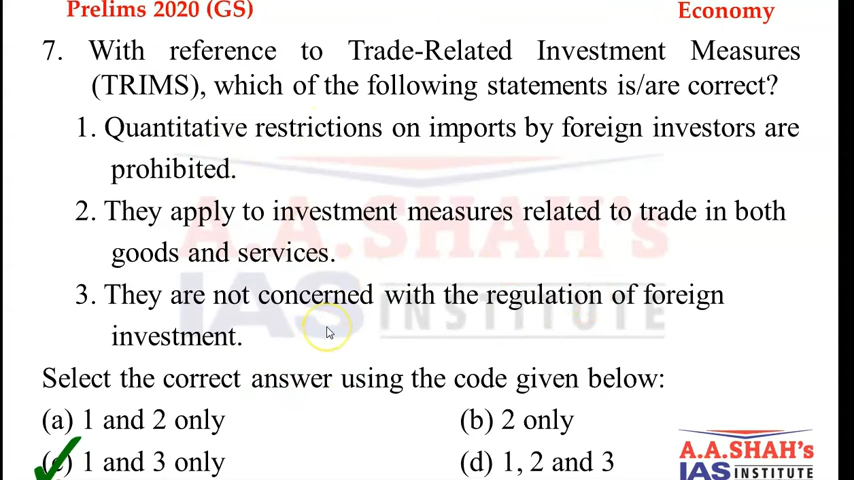 Prelims 2020 (GS)
Economy
7. With reference to Trade-Related Investment Measures
(TRIMS), which of the following statements is/are correct?
1. Quantitative restrictions on imports by foreign investors are
prohibited.
2. They apply to investment measures related to trade in both
goods and services.
3. They are not concerned with the regulation of foreign
investment.
A.A.SHAH's
IAS INSTITUTE
Select the correct answer using the code given below:
(a) 1 and 2 only
(b) 2 only
(c) 1 and 3 only
(d) 1, 2 and 3
A.A.SHAH's
IAS INSTITUTE